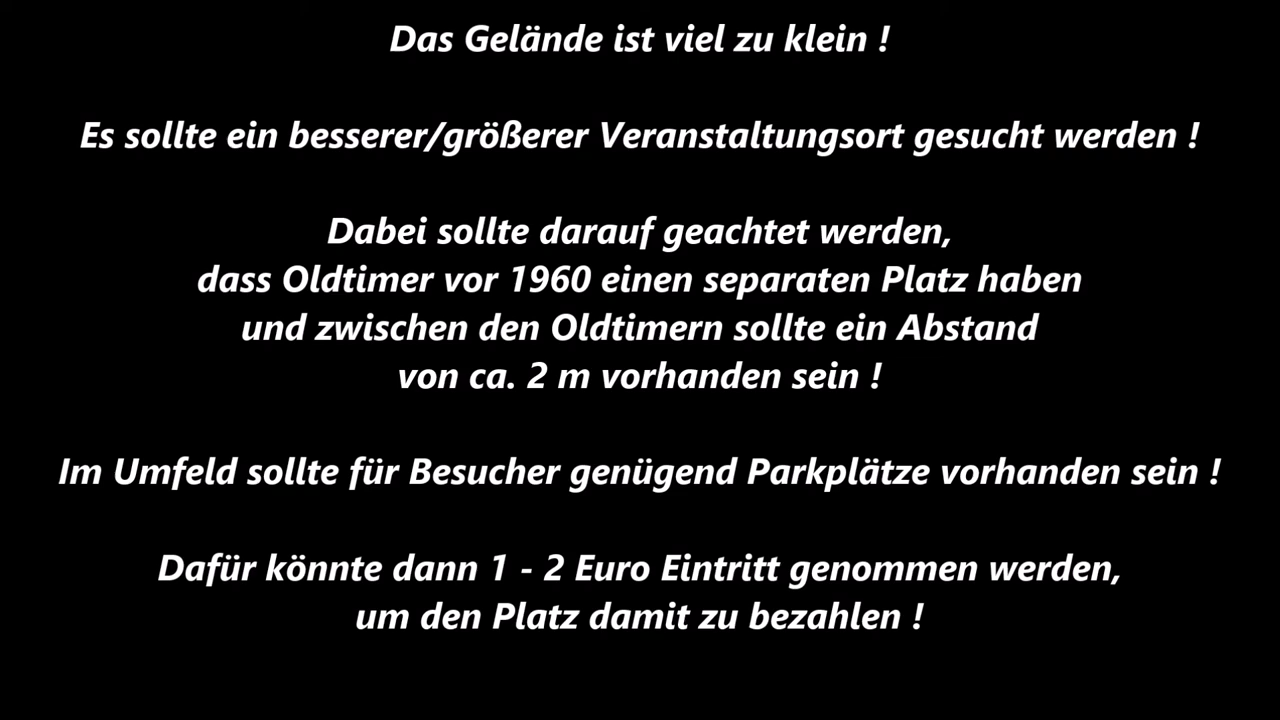 Das Gelände ist viel zu klein !
Es sollte ein besserer/größerer Veranstaltungsort gesucht werden !
Dabei sollte darauf geachtet werden,
dass Oldtimer vor 1960 einen separaten Platz haben
und zwischen den Oldtimern sollte ein Abstand
von ca. 2 m vorhanden sein !
Im Umfeld sollte für Besucher genügend Parkplätze vorhanden sein !
Dafür könnte dann 1 - 2 Euro Eintritt genommen werden,
um den Platz damit zu bezahlen !